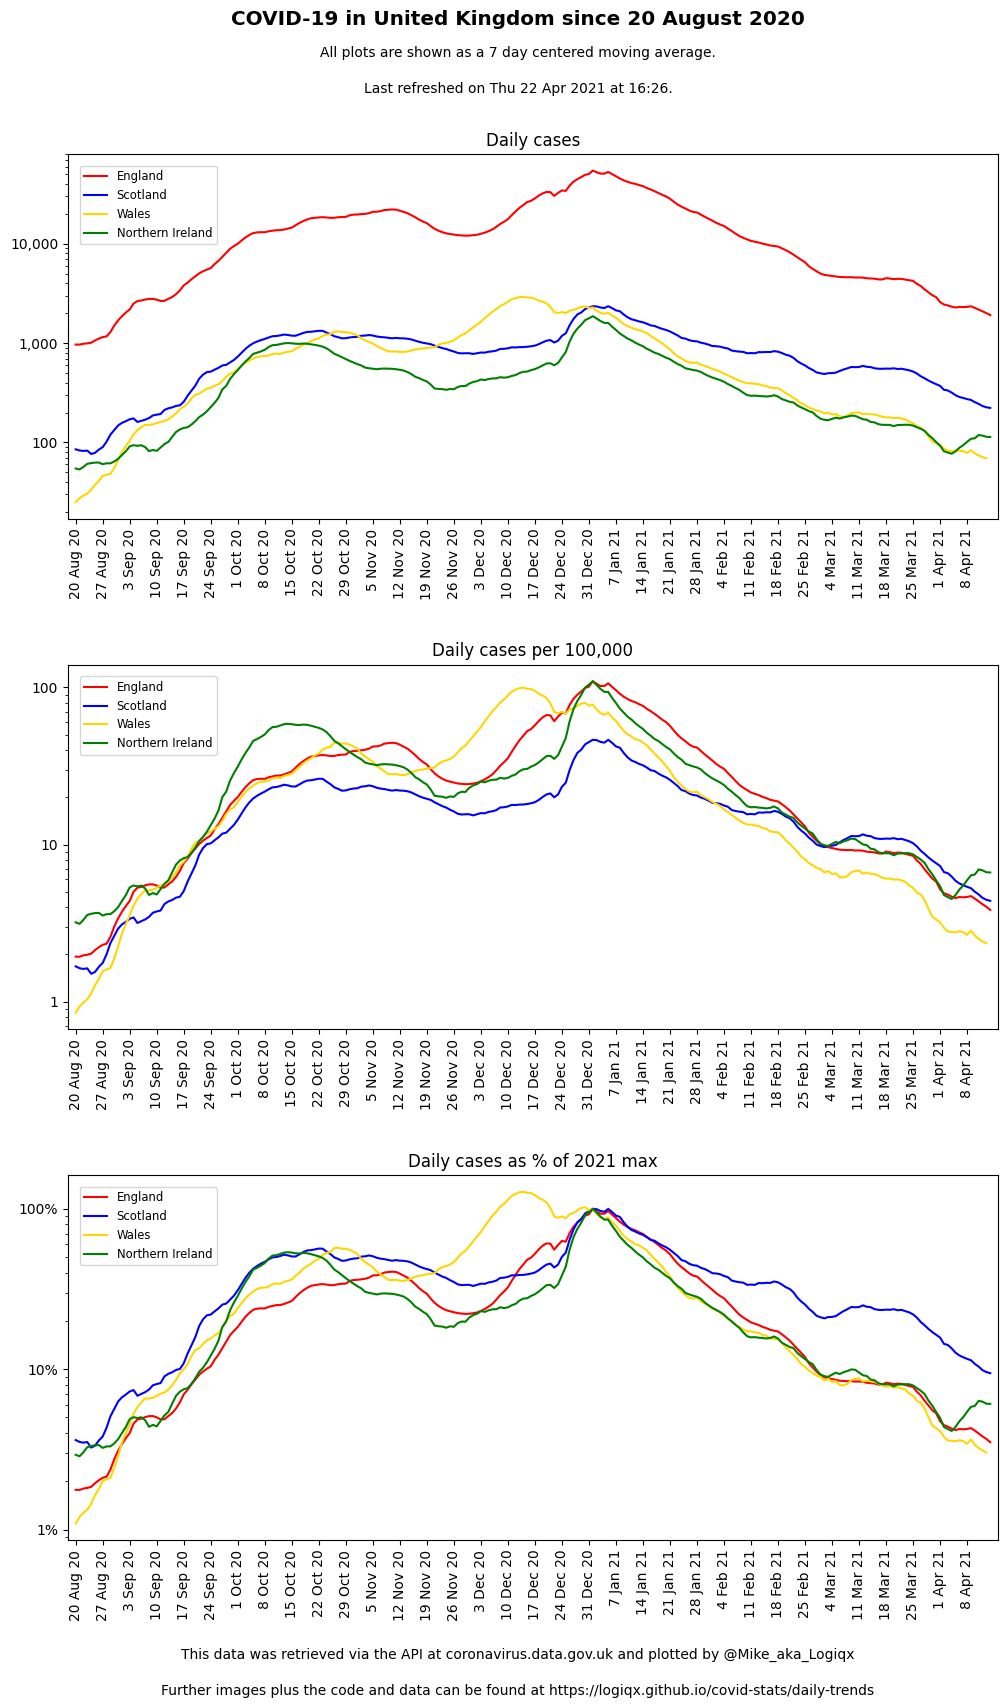 COVID-19 in United Kingdom since 20 August 2020
All plots are shown as a 7 day centered moving average.
Last refreshed on Thu 22 Apr 2021 at 16:26.
Daily cases
England
Scotland
Wales
Northern Ireland
10,000
1,000
100
20 Aug 20
27 Aug 20
3 Sep 20
10 Sep 20
17 Sep 20
24 Sep 20
1 Oct 20
8 Oct 20
15 Oct 20
22 Oct 20
29 Oct 20
5 Nov 20
12 Nov 20
19 Nov 20
26 Nov 20
3 Dec 20
10 Dec 20
17 Dec 20
24 Dec 20
31 Dec 20
7 Jan 21
14 Jan 21
21 Jan 21
28 Jan 21
4 Feb 21
11 Feb 21
18 Feb 21
25 Feb 21
4 Mar 21
11 Mar 21
18 Mar 21
25 Mar 21
1 Apr 21
8 Apr 21
Daily cases per 100,000
England
Scotland
Wales
Northern Ireland
100
10
1
20 Aug 20
27 Aug 20
3 Sep 20
10 Sep 20
17 Sep 20
24 Sep 20
1 Oct 20
8 Oct 20
15 Oct 20
22 Oct 20
29 Oct 20
5 Nov 20
12 Nov 20
19 Nov 20
26 Nov 20
3 Dec 20
10 Dec 20
17 Dec 20
24 Dec 20
31 Dec 20
7 Jan 21
14 Jan 21
21 Jan 21
28 Jan 21
4 Feb 21
11 Feb 21
18 Feb 21
25 Feb 21
4 Mar 21
11 Mar 21
18 Mar 21
25 Mar 21
1 Apr 21
8 Apr 21
Daily cases as % of 2021 max
England
Scotland
Wales
Northern Ireland
100%
10%
1%
20 Aug 20
27 Aug 20
3 Sep 20
10 Sep 20
17 Sep 20
24 Sep 20
1 Oct 20
8 Oct 20
15 Oct 20
22 Oct 20
29 Oct 20
5 Nov 20
12 Nov 20
19 Nov 20
26 Nov 20
3 Dec 20
10 Dec 20
17 Dec 20
24 Dec 20
31 Dec 20
7 Jan 21
14 Jan 21
21 Jan 21
28 Jan 21
4 Feb 21
11 Feb 21
18 Feb 21
25 Feb 21
4 Mar 21
11 Mar 21
18 Mar 21
25 Mar 21
1 Apr 21
8 Apr 21
This data was retrieved via the API at coronavirus.data.gov.uk and plotted by @Mike_aka_Logiqx
Further images plus the code and data can be found at https://logiqx.github.io/covid-stats/daily-trends